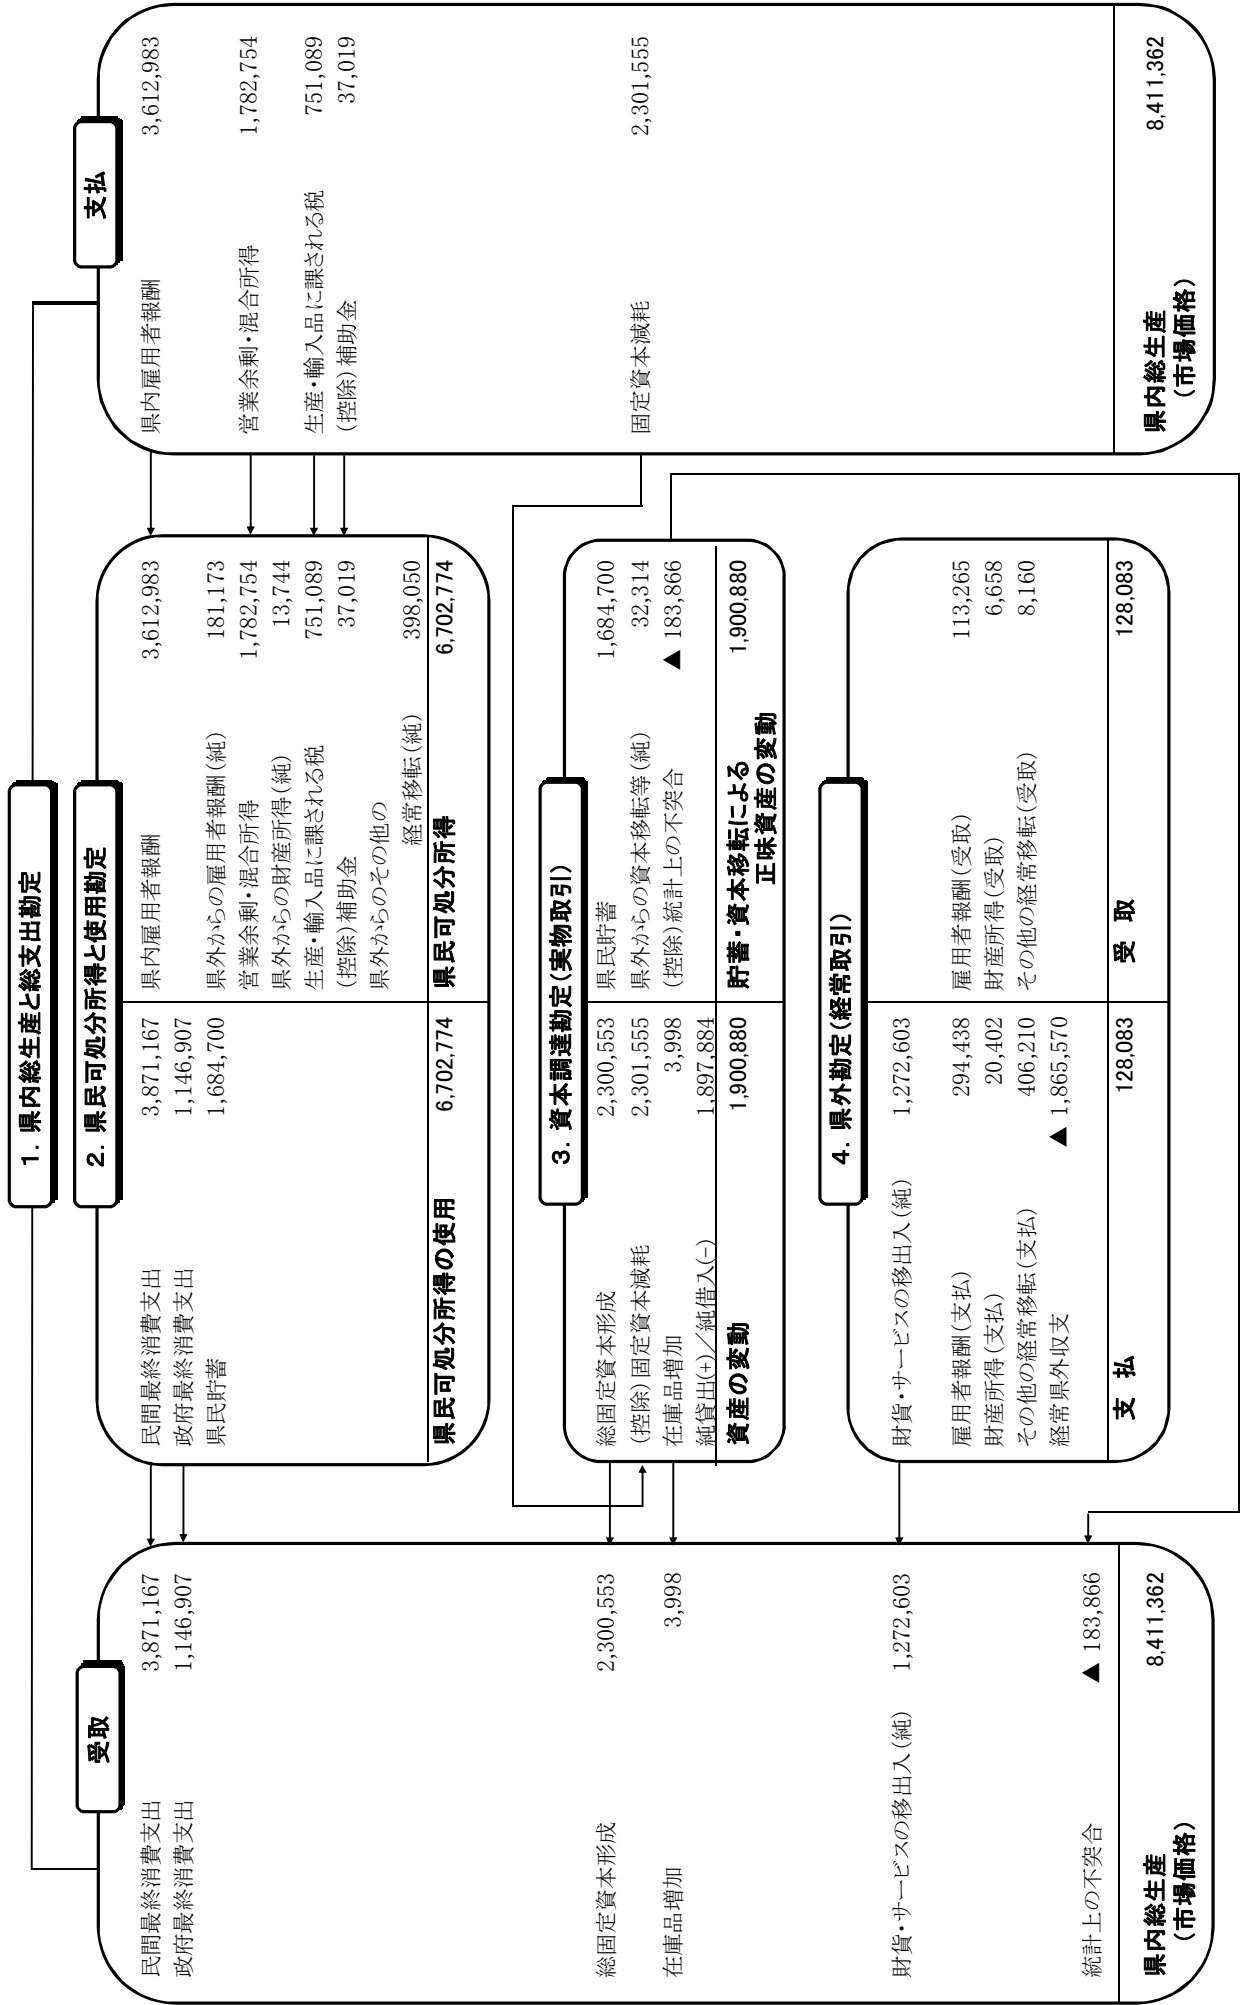 1. 県内総生産と総支出勘定
受取
民間最終消費支出 3,871,167
政府最終消費支出 1,146,907
総固定資本形成 2,300,553
在庫品増加 3,998
財貨・サービスの移出入(純) 1,272,603
統計上の不突合 ▲ 183,866
県内総生産 8,411,362
(市場価格)
2. 県民可処分所得と使用勘定
民間最終消費支出 3,871,167
政府最終消費支出 1,146,907
県民貯蓄 1,684,700
県民可処分所得の使用 6,702,774
県内雇用者報酬 3,612,983
県外からの雇用者報酬(純) 181,173
営業余剰・混合所得 1,782,754
県外からの財産所得(純) 13,744
生産・輸入品に課される税 751,089
(控除)補助金 37,019
県外からのその他の
経常移転(純) 398,050
県民可処分所得 6,702,774
3. 資本調達勘定(実物取引)
総固定資本形成 2,300,553
(控除)固定資本減耗 2,301,555
在庫品増加 3,998
純貸出(+)/純借入(-) 1,897,884
資産の変動 1,900,880
県民貯蓄 1,684,700
県外からの資本移転等(純) 32,314
(控除)統計上の不突合 ▲ 183,866
貯蓄・資本移転による 1,900,880
正味資産の変動
4. 県外勘定(経常取引)
財貨・サービスの移出入(純) 1,272,603
雇用者報酬(支払) 294,438
財産所得(支払) 20,402
その他の経常移転(支払) 406,210
経常県外収支 ▲ 1,865,570
支 払 128,083
雇用者報酬(受取) 113,265
財産所得(受取) 6,658
その他の経常移転(受取) 8,160
受 取 128,083
支払
県内雇用者報酬 3,612,983
営業余剰・混合所得 1,782,754
生産・輸入品に課される税 751,089
(控除)補助金 37,019
固定資本減耗 2,301,555
県内総生産 8,411,362
(市場価格)